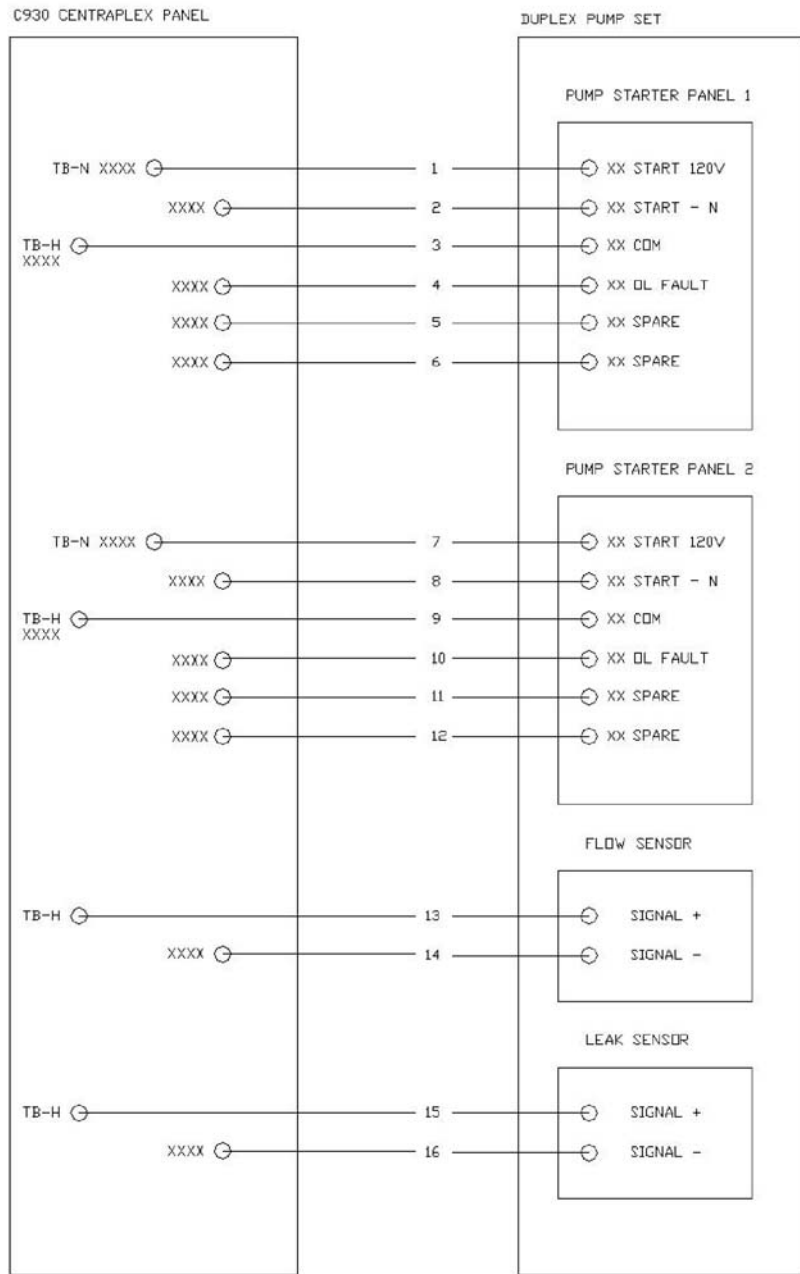 C930 CENTRAPLEX PANEL
DUPLEX PUMP SET
PUMP STARTER PANEL 1
TB-N XXXX 1 XX START 120V
XXXX 2 XX START - N
TB-H 3 XX COM
XXXX
XXXX 4 XX OL FAULT
XXXX 5 XX SPARE
XXXX 6 XX SPARE
PUMP STARTER PANEL 2
TB-N XXXX 7 XX START 120V
XXXX 8 XX START - N
TB-H 9 XX COM
XXXX
XXXX 10 XX OL FAULT
XXXX 11 XX SPARE
XXXX 12 XX SPARE
FLOW SENSOR
TB-H 13 SIGNAL +
XXXX 14 SIGNAL -
LEAK SENSOR
TB-H 15 SIGNAL +
XXXX 16 SIGNAL -